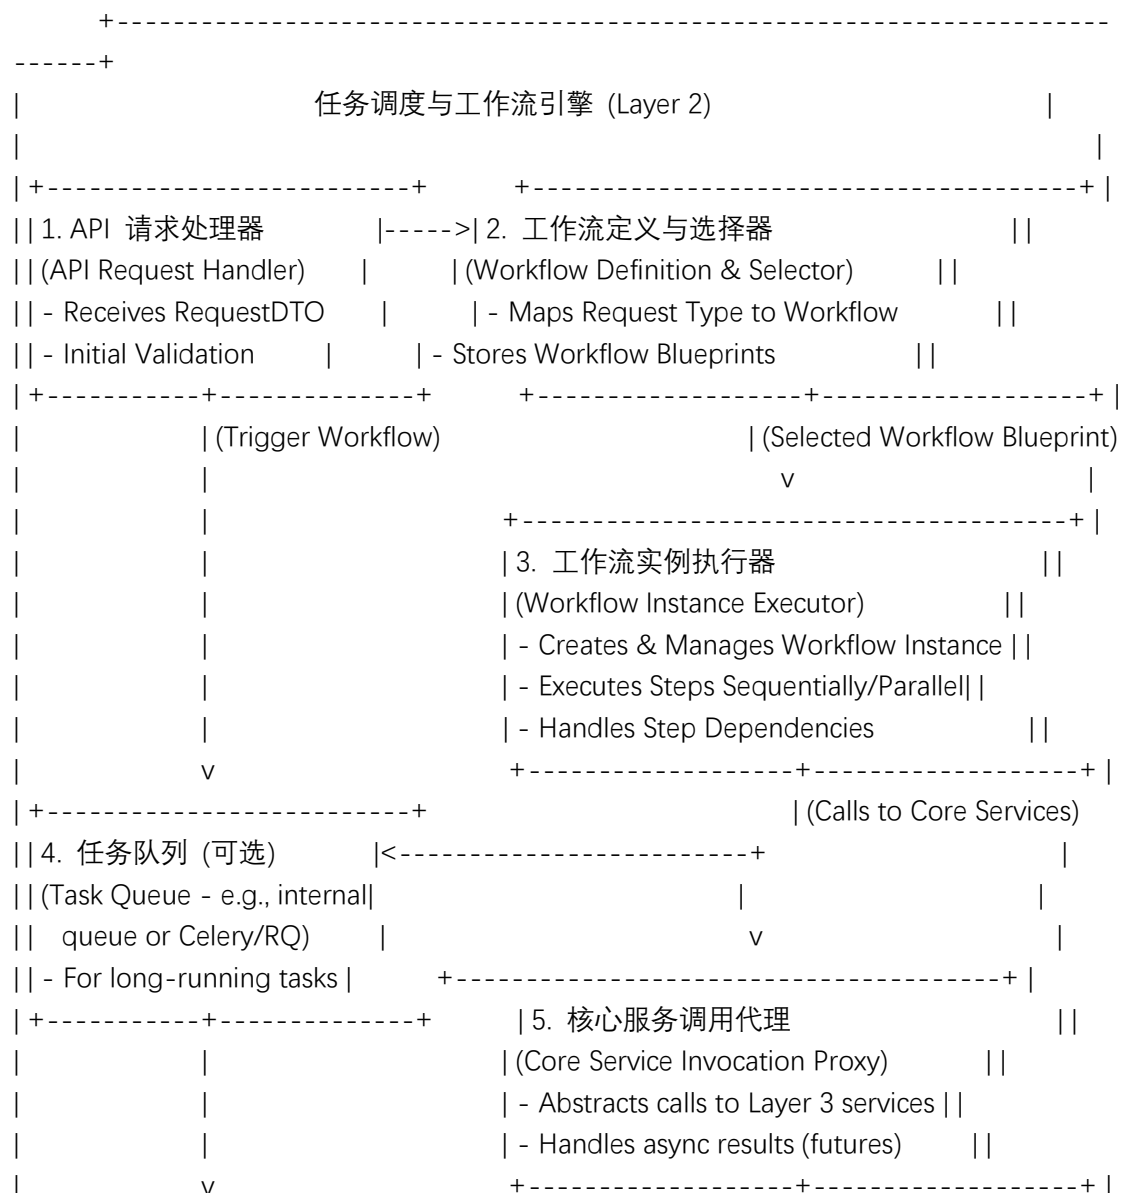 +-----------------------------------------------------------------------
------+
| 任务调度与工作流引擎 (Layer 2) |
| |
| +--------------------------+ +---------------------------------------+ |
| | 1. API 请求处理器 |----->| 2. 工作流定义与选择器 | |
| | (API Request Handler) | | (Workflow Definition & Selector) | |
| | - Receives RequestDTO | | - Maps Request Type to Workflow | |
| | - Initial Validation | | - Stores Workflow Blueprints | |
| +-----------+--------------+ +-------------------+-------------------+ |
| | (Trigger Workflow) | (Selected Workflow Blueprint)
| | v |
| | +---------------------------------------+ |
| | | 3. 工作流实例执行器 | |
| | | (Workflow Instance Executor) | |
| | | - Creates & Manages Workflow Instance | |
| | | - Executes Steps Sequentially/Parallel| |
| | | - Handles Step Dependencies | |
| v +-------------------+-------------------+ |
| +--------------------------+ | (Calls to Core Services)
| | 4. 任务队列 (可选) |<-------------------------+ |
| | (Task Queue - e.g., internal| | |
| | queue or Celery/RQ) | v |
| | - For long-running tasks | +---------------------------------------+ |
| +-----------+--------------+ | 5. 核心服务调用代理 ||
| | | (Core Service Invocation Proxy) | |
| | | - Abstracts calls to Layer 3 services | |
| | | - Handles async results (futures) | |
| v +-------------------+-------------------+ |